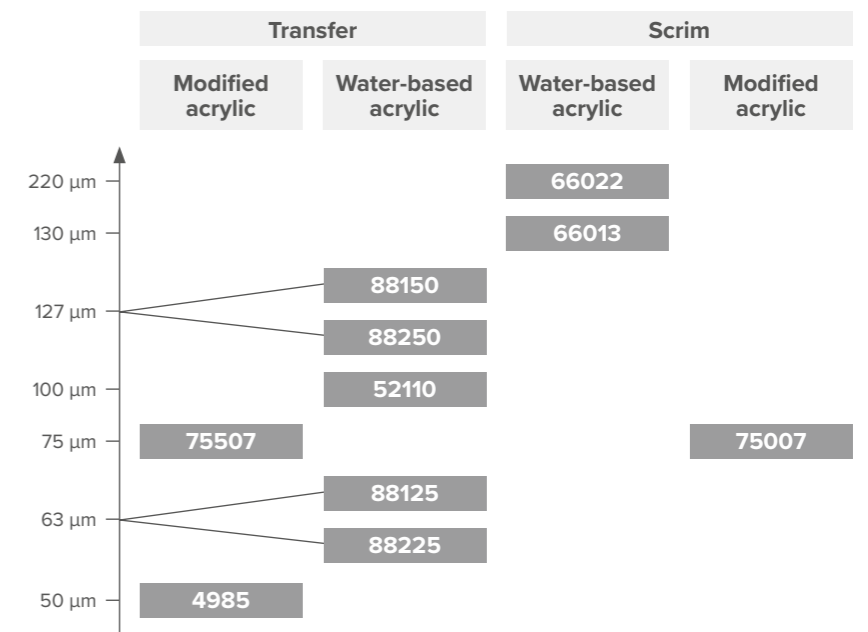 Transfer
Scrim
Modified
acrylic
Water-based
acrylic
Water-based
acrylic
Modified
acrylic
220 µm
66022
130 µm
66013
88150
127 µm
88250
100 µm
52110
75 µm
75507
75007
88125
63 µm
88225
50 µm
4985